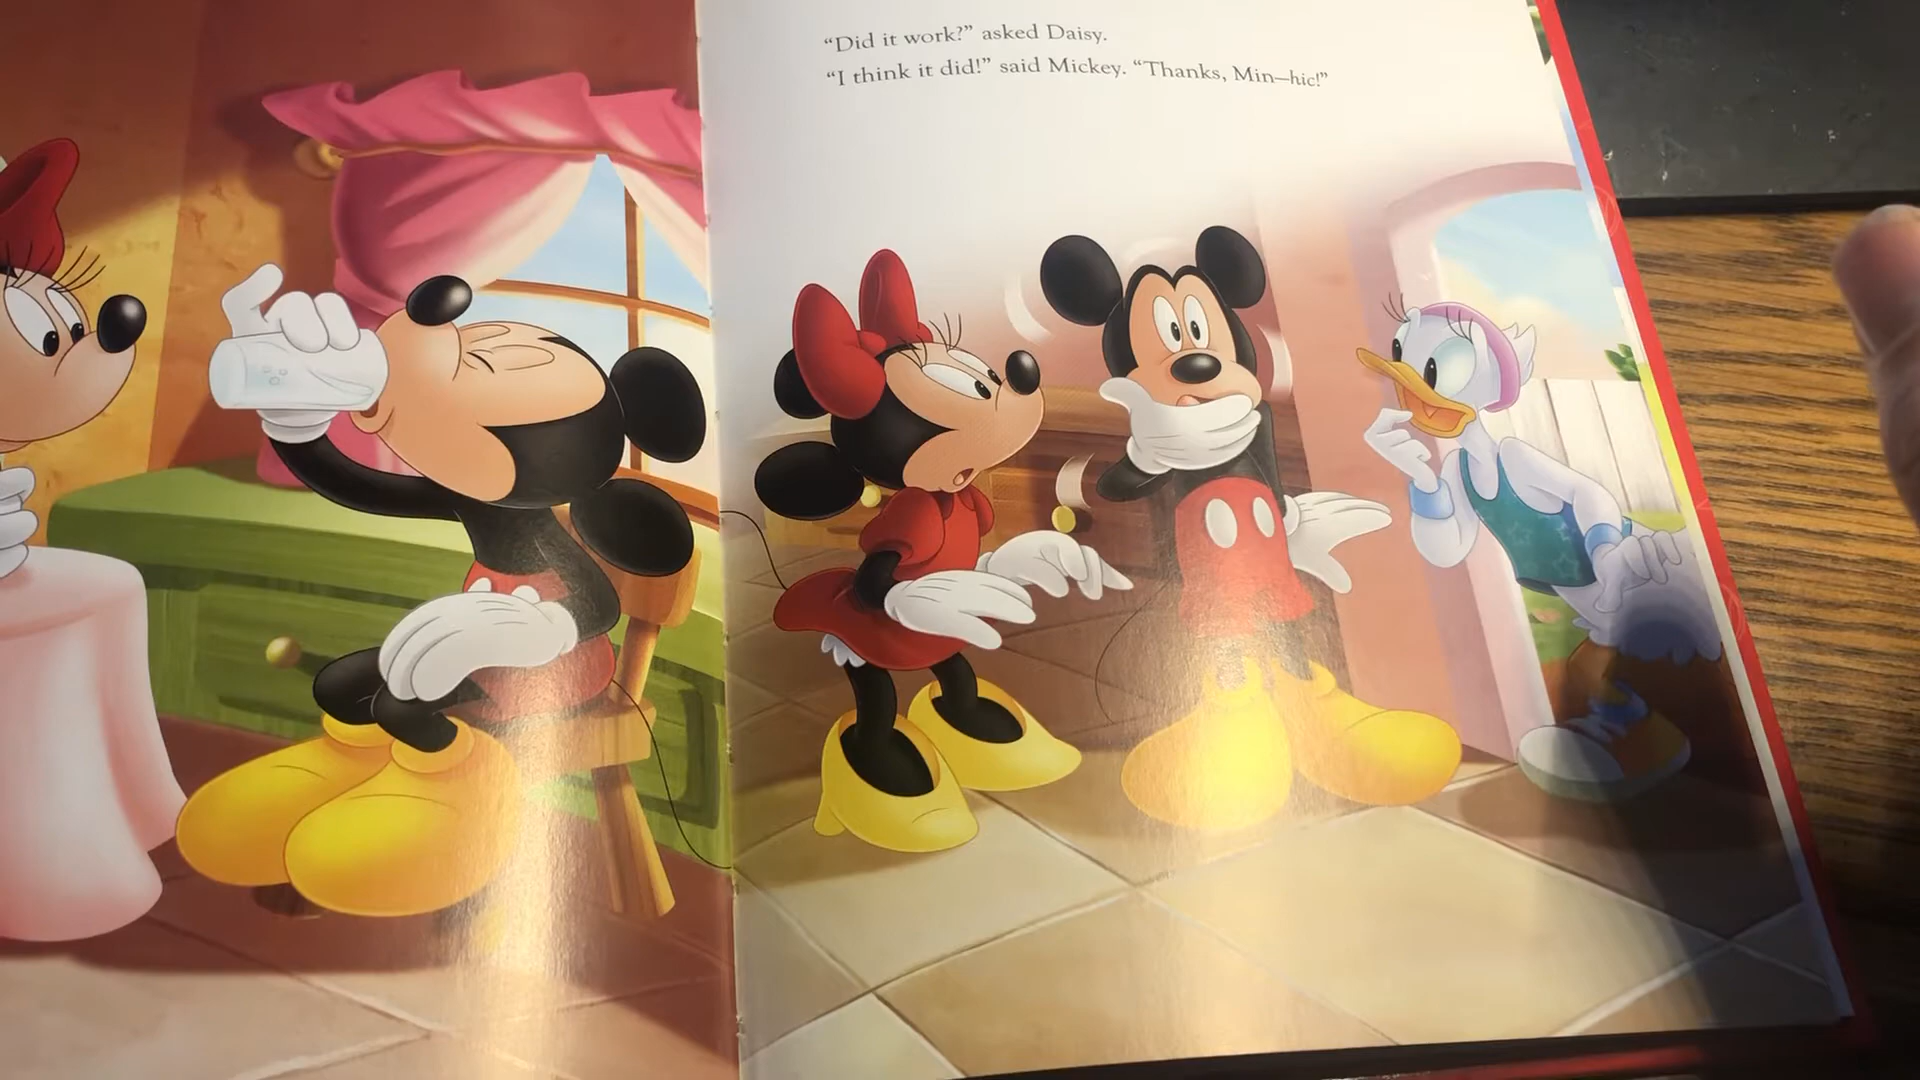 “Did it work?” asked Daisy.
“I think it did!” said Mickey. “Thanks, Min—hic!”